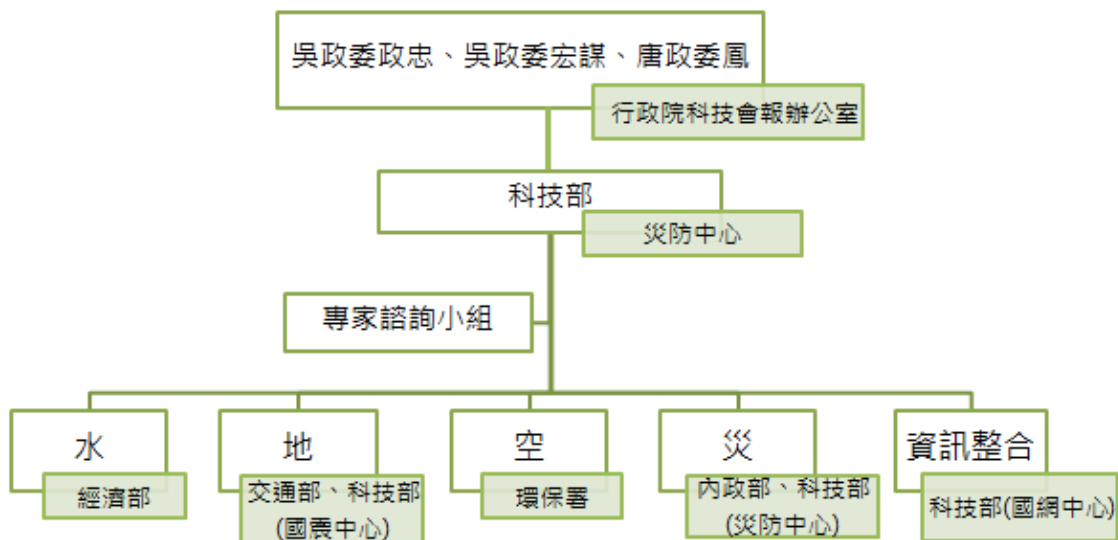 吳政委政忠、吳政委宏謀、唐政委鳳
行政院科技會報辦公室
科技部
災防中心
專家諮詢小組
水
經濟部
地
交通部、科技部
(國震中心)
空
環保署
災
內政部、科技部
(災防中心)
資訊整合
科技部(國網中心)